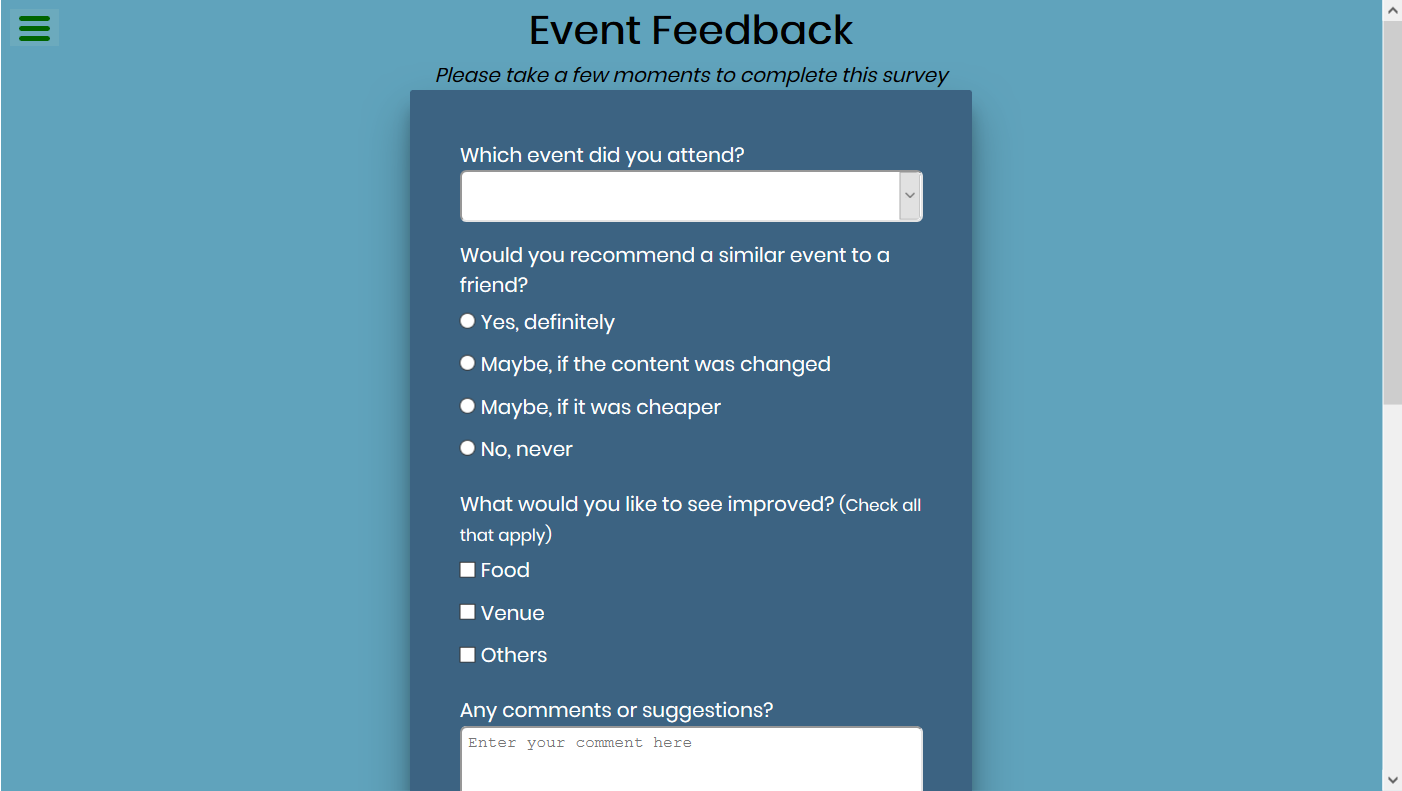 Event Feedback
Please take a few moments to complete this survey
Which event did you attend?
Would you recommend a similar event to a
friend?
Yes, definitely
Maybe, if the content was changed
Maybe, if it was cheaper
No, never
What would you like to see improved? (Check all
that apply)
Food
Venue
Others
Any comments or suggestions?
Enter your comment here